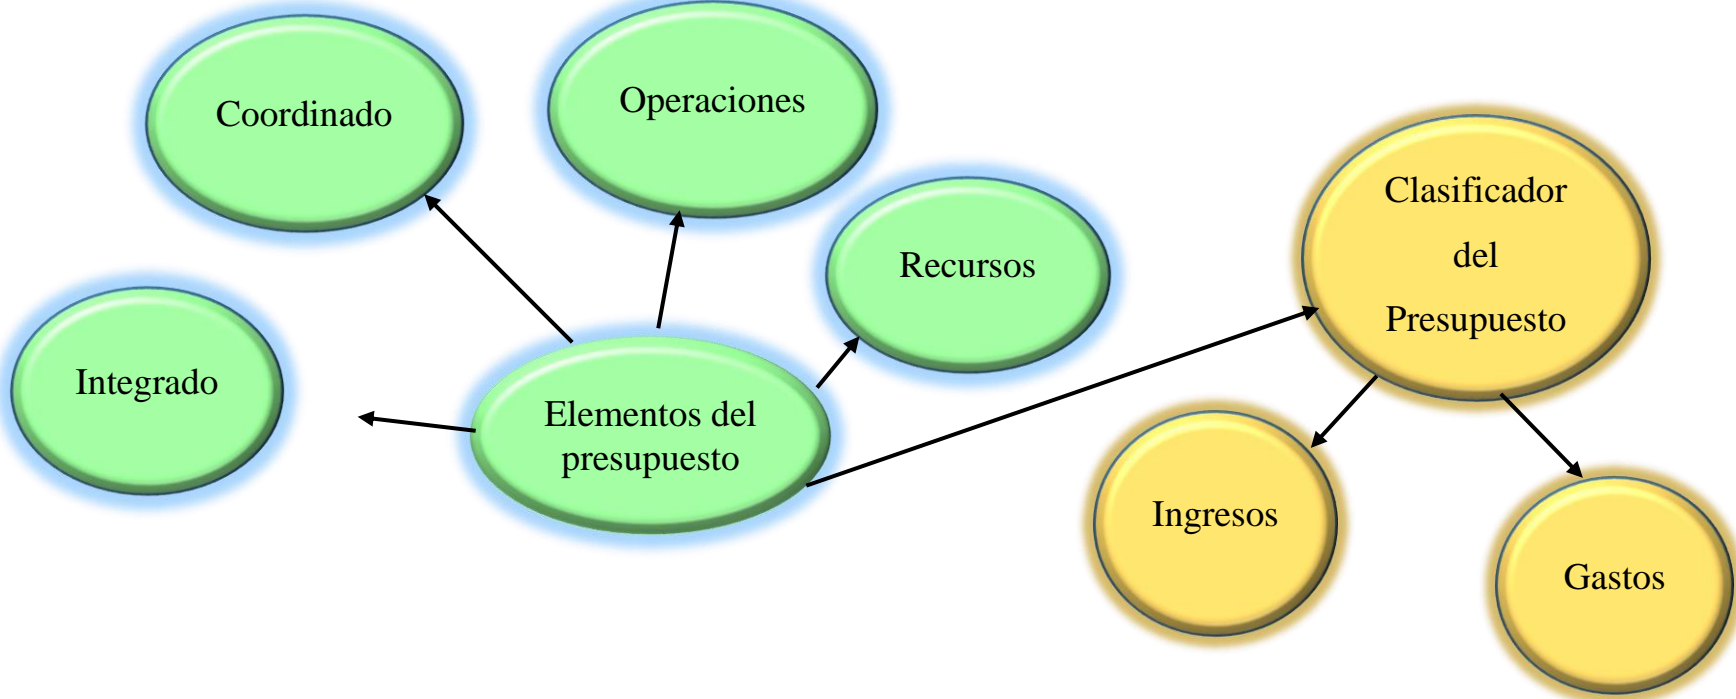 Coordinado
Operaciones
Recursos
Clasificador
del
Presupuesto
Integrado
Elementos del
presupuesto
Ingresos
Gastos